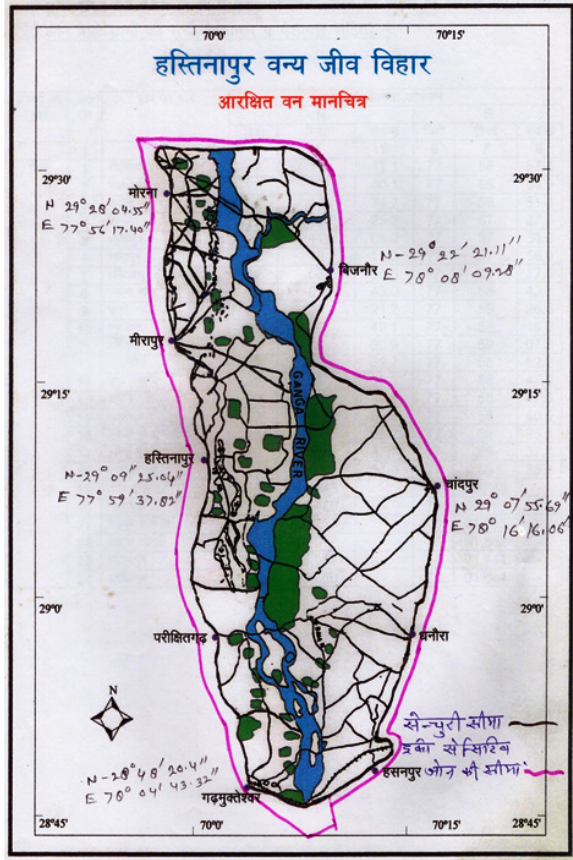 70°0'
70°15'
हस्तिनापुर वन्य जीव विहार
आरक्षित वन मानचित्र
29°30'
29°30'
मोरना
N 29° 28' 04.55"
E 77° 56' 17.40"
N-29° 22' 21.11"
बिजनौर
E 78° 08' 09.28"
मीरापुर
29°15'
29°15'
GANGA RIVER
हस्तिनापुर
N-29° 09" 25.04"
E 77° 59' 37.82"
चांदपुर
N 29° 07' 55.69"
E 78° 16' 16.06"
29°0'
29°0'
परीक्षितगढ़
धनौरा
N
सेन्चुरी सीमा
इको सेंसिटिव
हसनपुर जोन की सीमा
N-28° 48' 20.4"
E 78° 04' 43.32"
गढ़मुक्तेश्वर
28°45'
70°0'
70°15'
28°45'